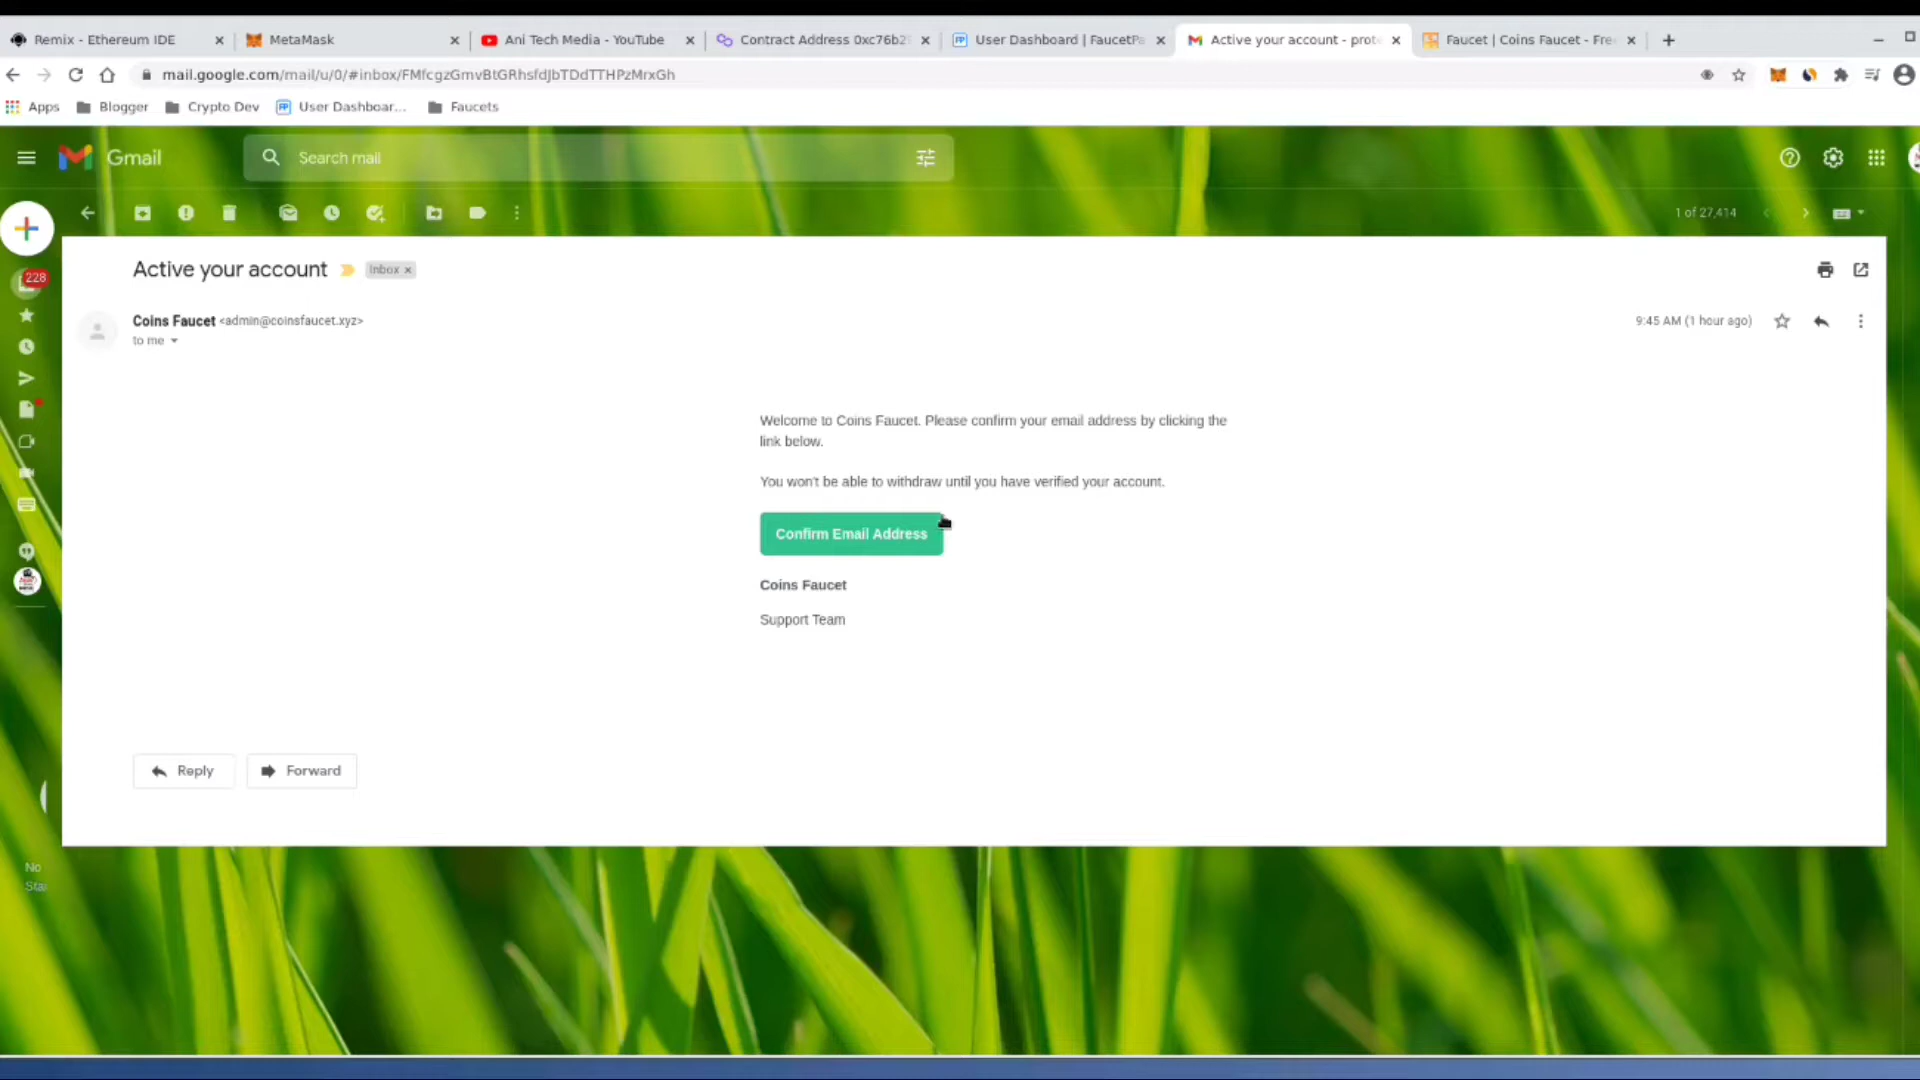 Remix - Ethereum IDE
MetaMask
Ani Tech Media - YouTube
Contract Address 0xc76b2
User Dashboard | FaucetPa
Active your account - prot
Faucet | Coins Faucet - Fre
mail.google.com/mail/u/0/#inbox/FMfcgzGmvBtGRhsfdJbTDdTTHPzMrxGh
Apps
Blogger
Crypto Dev
User Dashboar...
Faucets
Gmail
Search mail
1 of 27,414
228
Active your account
Inbox
Coins Faucet <admin@coinsfaucet.xyz>
9:45 AM (1 hour ago)
to me
Welcome to Coins Faucet. Please confirm your email address by clicking the
link below.
You won't be able to withdraw until you have verified your account.
Confirm Email Address
Coins Faucet
Support Team
Reply
Forward
No
Sta